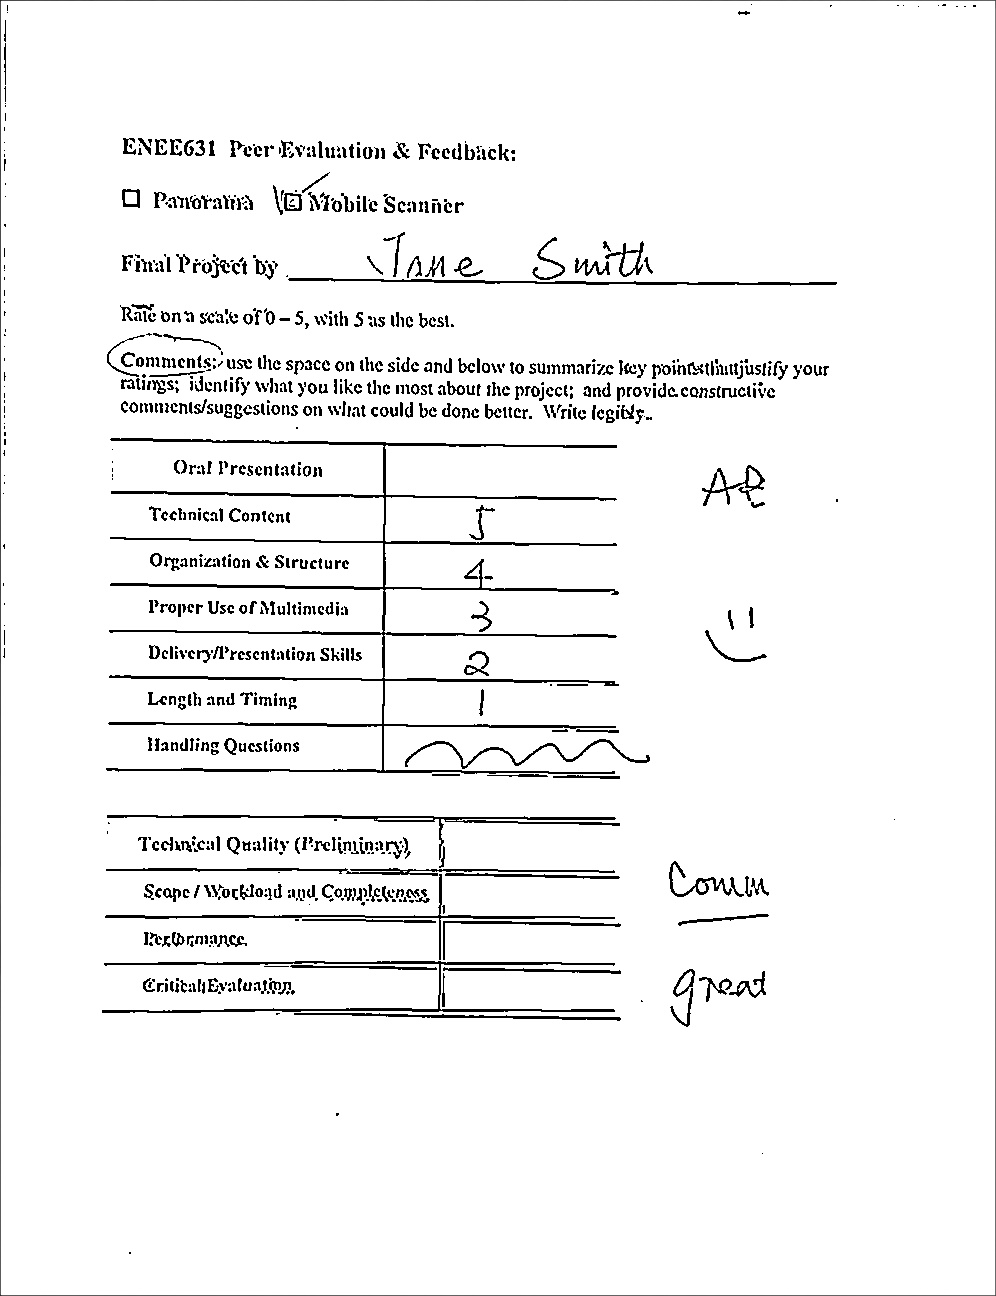 ENEE631 Peer Evaluation & Feedback:
☐ Panorama ☑ Mobile Scanner
Final Project by Jane Smith
Rate on a scale of 0 – 5, with 5 as the best.
Comments: use the space on the side and below to summarize key points that justify your
ratings; identify what you like the most about the project; and provide constructive
comments/suggestions on what could be done better. Write legibly.
Oral Presentation
Technical Content 5
Organization & Structure 4
Proper Use of Multimedia 3
Delivery/Presentation Skills 2
Length and Timing 1
Handling Questions
Technical Quality (Preliminary)
Scope / Workload and Completeness
Comm
Performance
Critical Evaluation
great